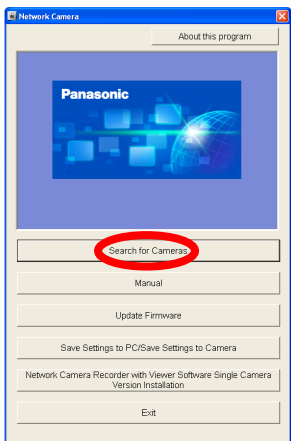 Network Camera
About this program
Panasonic
Search for Cameras
Manual
Update Firmware
Save Settings to PC/Save Settings to Camera
Network Camera Recorder with Viewer Software Single Camera
Version Installation
Exit